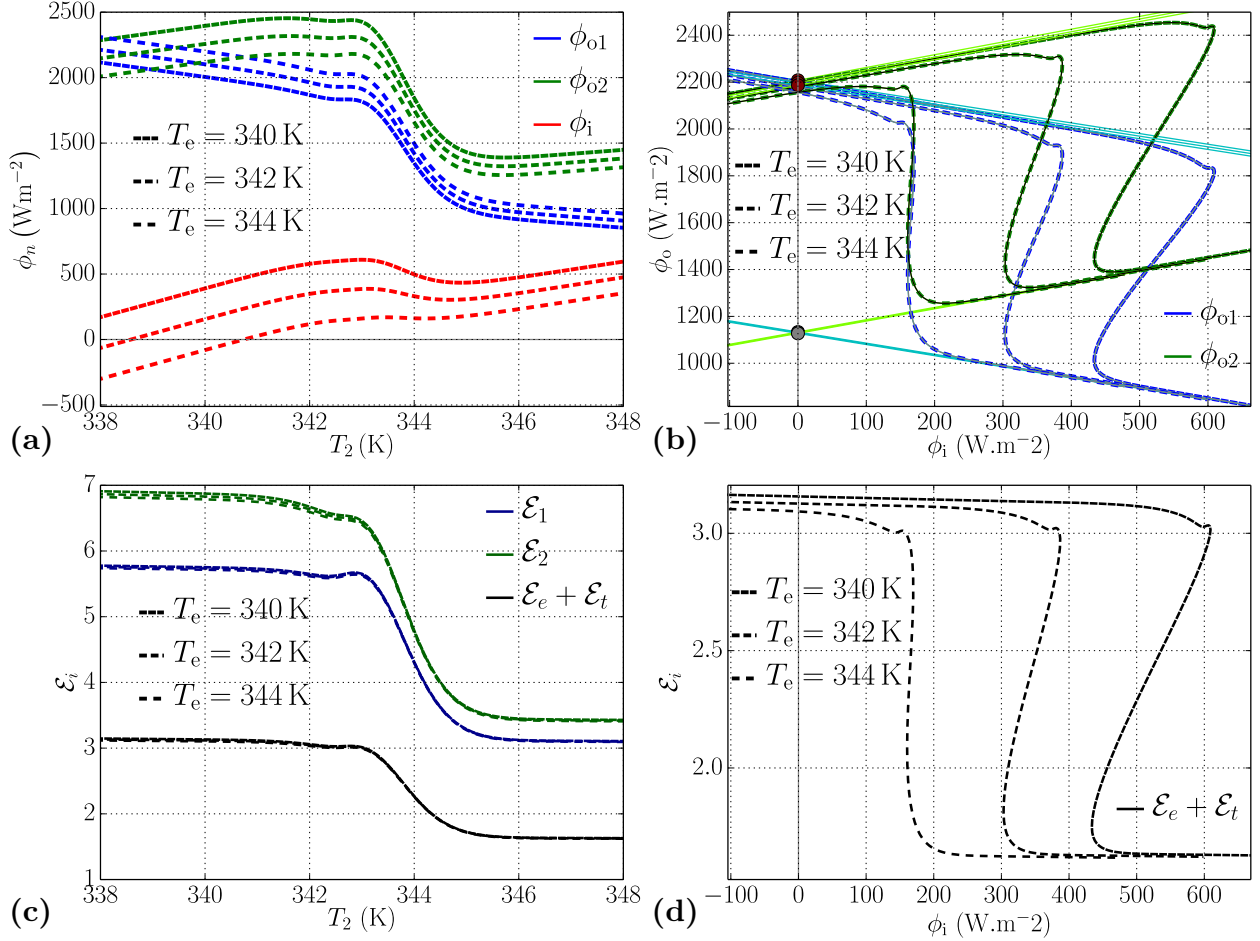 2500
2000
1500
1000
500
0
−500
338 340 342 344 346 348
T₂ (K)
ϕₙ (Wm⁻²)
ϕₒ₁
ϕₒ₂
ϕᵢ
Tₑ = 340 K
Tₑ = 342 K
Tₑ = 344 K
(a)
2400
2200
2000
1800
1600
1400
1200
1000
−100 0 100 200 300 400 500 600
ϕᵢ (W.m−2)
ϕₒ (W.m−2)
Tₑ = 340 K
Tₑ = 342 K
Tₑ = 344 K
ϕₒ₁
ϕₒ₂
(b)
7
6
5
4
3
2
1
338 340 342 344 346 348
T₂ (K)
ℰᵢ
ℰ₁
ℰ₂
ℰₑ + ℰₜ
Tₑ = 340 K
Tₑ = 342 K
Tₑ = 344 K
(c)
3.0
2.5
2.0
−100 0 100 200 300 400 500 600
ϕᵢ (W.m−2)
ℰᵢ
Tₑ = 340 K
Tₑ = 342 K
Tₑ = 344 K
ℰₑ + ℰₜ
(d)